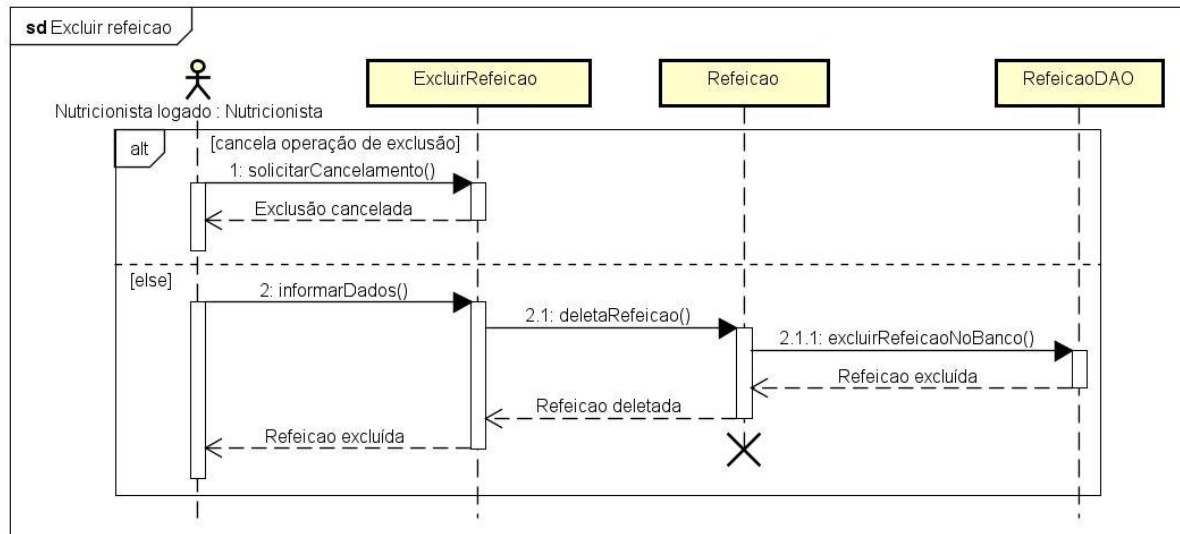 sd Excluir refeicao
ExcluirRefeicao
Refeicao
RefeicaoDAO
Nutricionista logado : Nutricionista
alt
[cancela operação de exclusão]
1: solicitarCancelamento()
Exclusão cancelada
[else]
2: informarDados()
2.1: deletaRefeicao()
2.1.1: excluirRefeicaoNoBanco()
Refeicao excluída
Refeicao deletada
Refeicao excluída